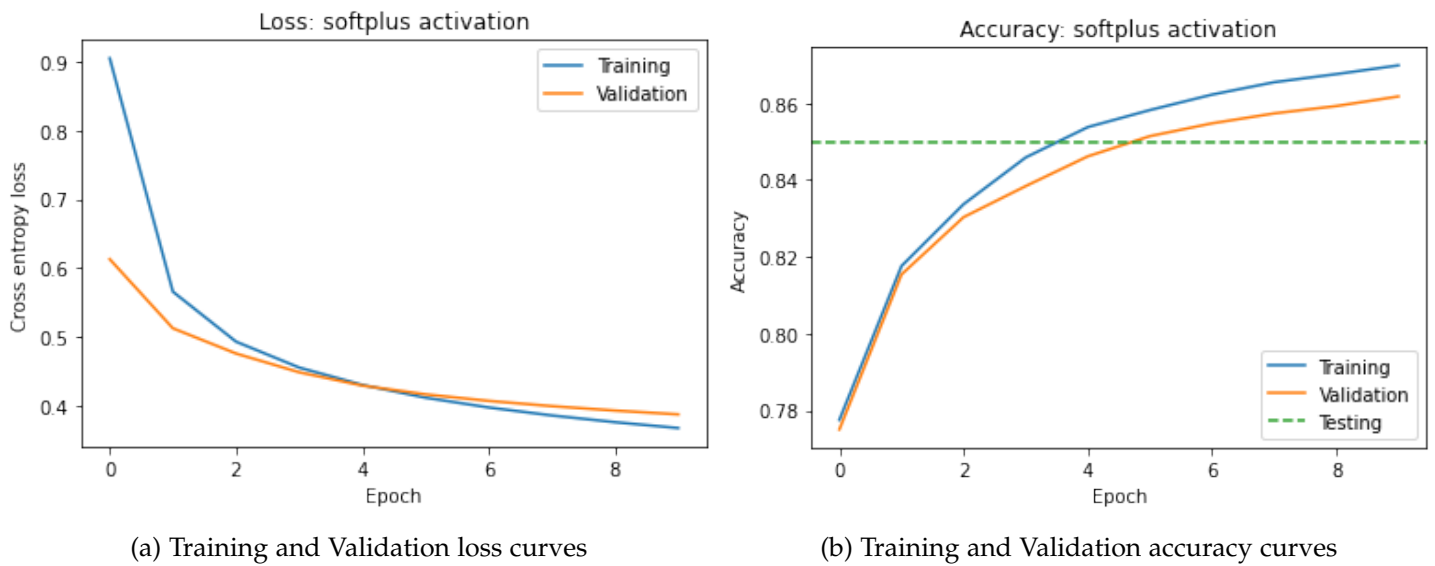 Loss: softplus activation
0.9
0.8
0.7
0.6
0.5
0.4
Cross entropy loss
Training
Validation
0 2 4 6 8
Epoch
(a) Training and Validation loss curves
Accuracy: softplus activation
0.86
0.84
0.82
0.80
0.78
Accuracy
Training
Validation
Testing
0 2 4 6 8
Epoch
(b) Training and Validation accuracy curves